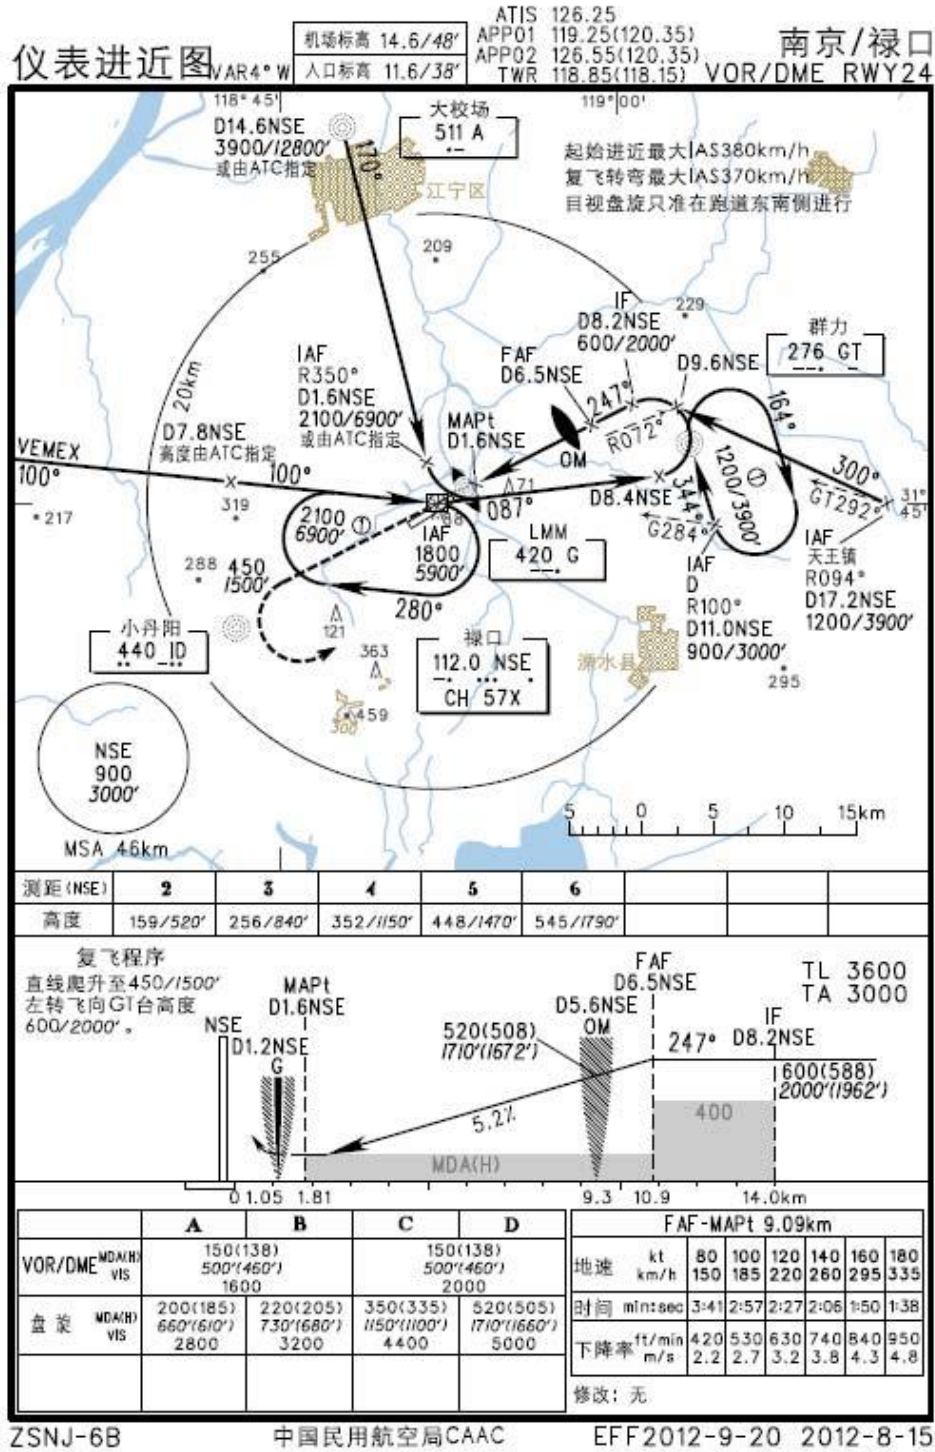 仪表进近图
VAR4°W
机场标高 14.6/48'
入口标高 11.6/38'
ATIS 126.25
APP01 119.25(120.35)
APP02 126.55(120.35)
TWR 118.85(118.15)
南京/禄口
VOR/DME RWY24
118°45'
119°00'
D14.6NSE
3900/12800'
或由ATC指定
170°
大校场
511 A
江宁区
起始进近最大IAS380km/h
复飞转弯最大IAS370km/h
目视盘旋只准在跑道东南侧进行
255
209
229
20km
IF
D8.2NSE
600/2000'
FAF
D6.5NSE
D9.6NSE
群力
276 GT
IAF
R350°
D1.6NSE
2100/6900'
或由ATC指定
MAPt
D1.6NSE
247°
R072°
OM
164°
VEMEX
100°
D7.8NSE
高度由ATC指定
100°
087°
D8.4NSE
344°
1200/3900'
①
300°
GT292°
G284°
31°
45'
217
319
71
88
2100
6900'
①
IAF
1800
5900'
LMM
420 G
288
450
1500'
280°
IAF
D
R100°
D11.0NSE
900/3000'
IAF
天王镇
R094°
D17.2NSE
1200/3900'
小丹阳
440 ID
121
363
禄口
112.0 NSE
CH 57X
溧水县
295
459
300
NSE
900
3000'
MSA 46km
5 0 5 10 15km
测距(NSE) 2 3 4 5 6
高度 159/520' 256/840' 352/1150' 448/1470' 545/1790'
复飞程序
直线爬升至450/1500'
左转飞向GT台高度
600/2000'。
NSE
D1.2NSE
G
MAPt
D1.6NSE
520(508)
1710'(1672')
D5.6NSE
OM
FAF
D6.5NSE
247°
IF
D8.2NSE
TL 3600
TA 3000
600(588)
2000'(1962')
5.2%
400
MDA(H)
0 1.05 1.81 9.3 10.9 14.0km
A B C D
VOR/DME MDA(H) VIS
150(138)
500'(460')
1600
150(138)
500'(460')
2000
盘旋 MDA(H) VIS
200(185) 220(205) 350(335) 520(505)
660'(610') 730'(680') 1150'(1100') 1710'(1660')
2800 3200 4400 5000
FAF-MAPt 9.09km
地速 kt 80 100 120 140 160 180
km/h 150 185 220 260 295 335
时间 min:sec 3:41 2:57 2:27 2:06 1:50 1:38
下降率 ft/min 420 530 630 740 840 950
m/s 2.2 2.7 3.2 3.8 4.3 4.8
修改: 无
ZSNJ-6B
中国民用航空局CAAC
EFF2012-9-20 2012-8-15